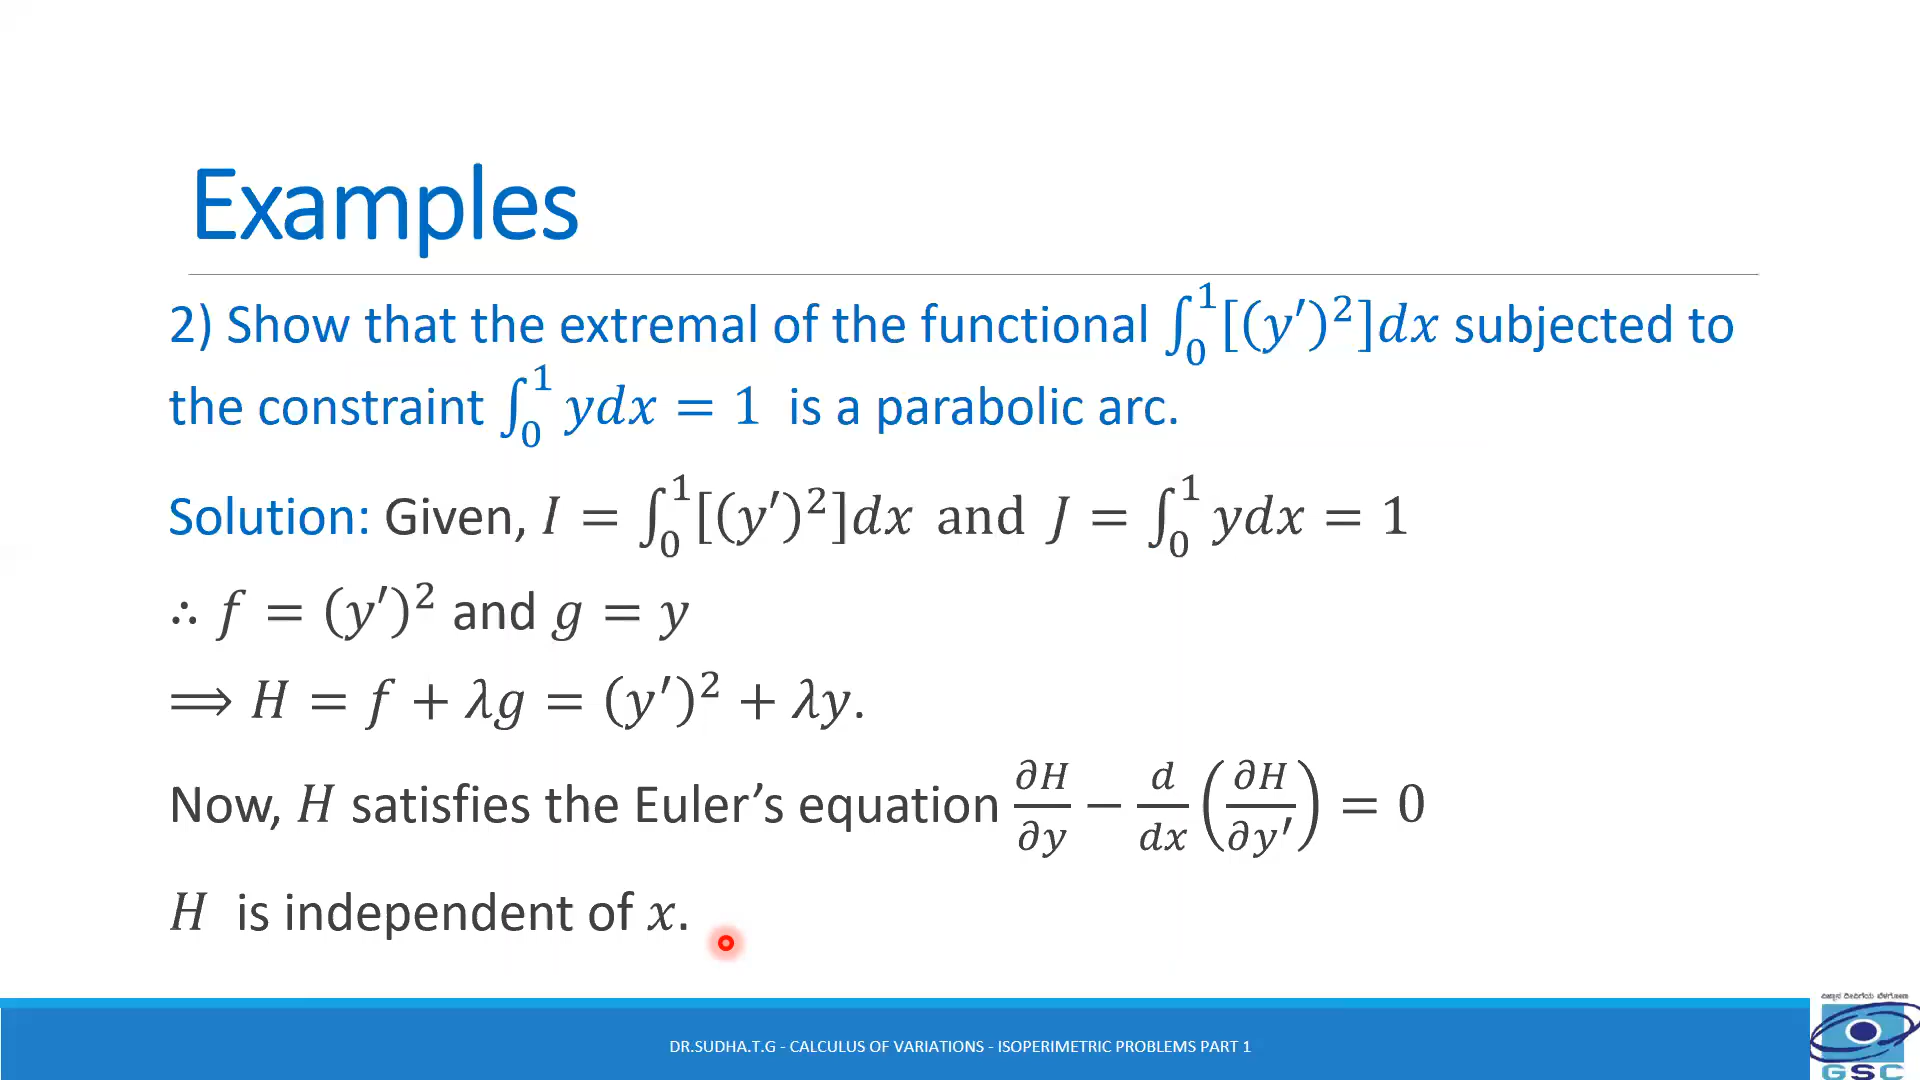 Examples
2) Show that the extremal of the functional ∫₀¹[(y′)²]dx subjected to
the constraint ∫₀¹ ydx = 1 is a parabolic arc.
Solution: Given, I = ∫₀¹[(y′)²]dx and J = ∫₀¹ ydx = 1
∴ f = (y′)² and g = y
⟹ H = f + λg = (y′)² + λy.
Now, H satisfies the Euler’s equation ∂H/∂y − d/dx(∂H/∂y′) = 0
H is independent of x.
DR.SUDHA.T.G - CALCULUS OF VARIATIONS - ISOPERIMETRIC PROBLEMS PART 1
GSC